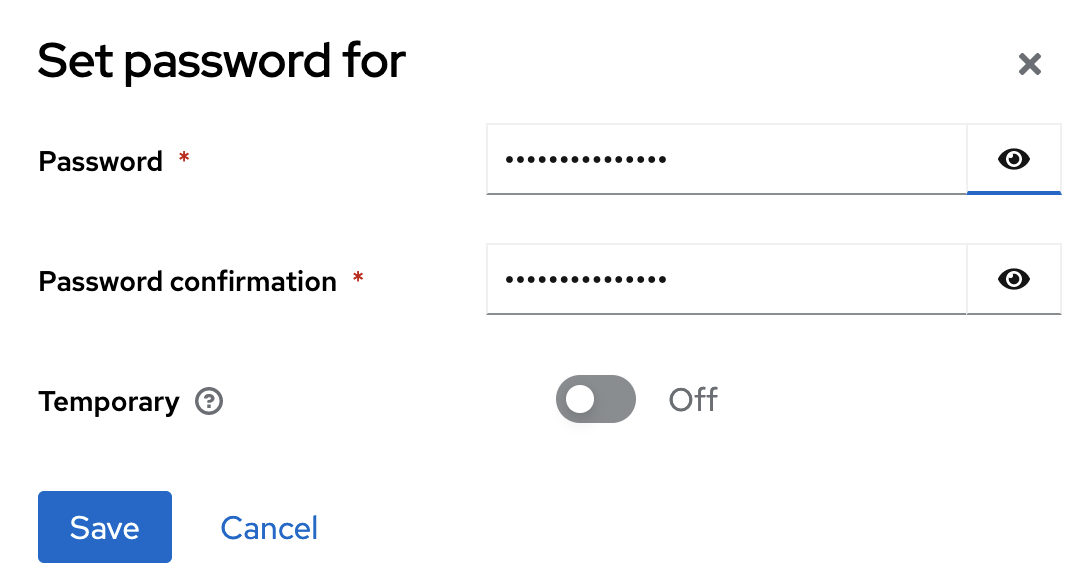 Set password for
Password *
•••••••••••••••
Password confirmation *
•••••••••••••••
Temporary ?
Off
Save
Cancel